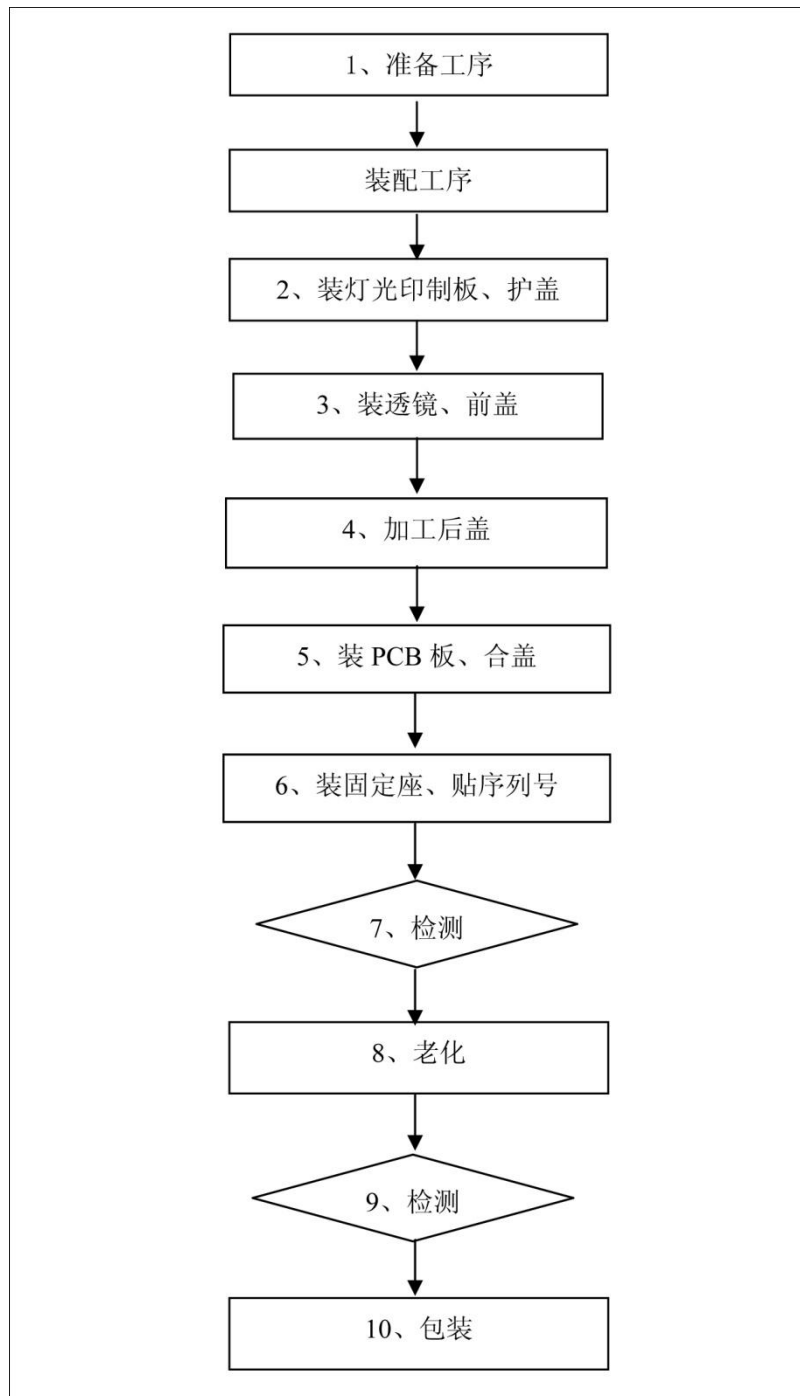 1、准备工序
装配工序
2、装灯光印制板、护盖
3、装透镜、前盖
4、加工后盖
5、装 PCB 板、合盖
6、装固定座、贴序列号
7、检测
8、老化
9、检测
10、包装